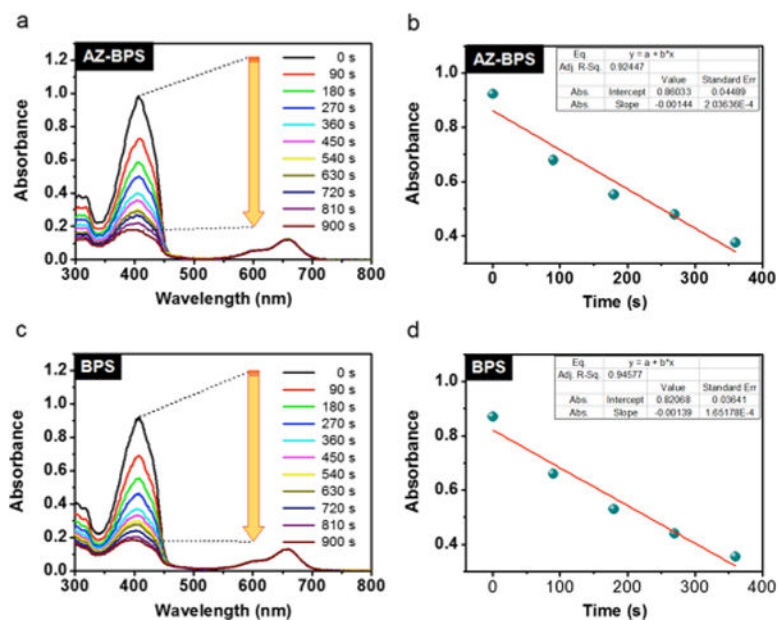 a
AZ-BPS
Absorbance
1.2
1.0
0.8
0.6
0.4
0.2
0.0
300 400 500 600 700 800
Wavelength (nm)
0 s
90 s
180 s
270 s
360 s
450 s
540 s
630 s
720 s
810 s
900 s
b
AZ-BPS
Absorbance
1.0
0.8
0.6
0.4
0 100 200 300 400
Time (s)
Eq. y = a + b*x
Adj. R-Sq. 0.92447
Value Standard Err
Abs. Intercept 0.86033 0.04489
Abs. Slope -0.00144 2.03636E-4
c
BPS
Absorbance
1.2
1.0
0.8
0.6
0.4
0.2
0.0
300 400 500 600 700 800
Wavelength (nm)
0 s
90 s
180 s
270 s
360 s
450 s
540 s
630 s
720 s
810 s
900 s
d
BPS
Absorbance
1.0
0.8
0.6
0.4
0 100 200 300 400
Time (s)
Eq. y = a + b*x
Adj. R-Sq. 0.94577
Value Standard Err
Abs. Intercept 0.82068 0.03641
Abs. Slope -0.00139 1.65178E-4